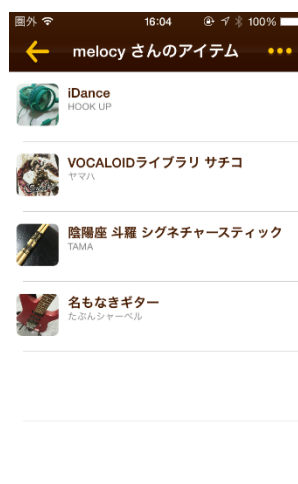 圏外 16:04 100%
melocy さんのアイテム
iDance
HOOK UP
VOCALOIDライブラリ サチコ
ヤマハ
陰陽座 斗羅 シグネチャースティック
TAMA
名もなきギター
たぶんシャーベル